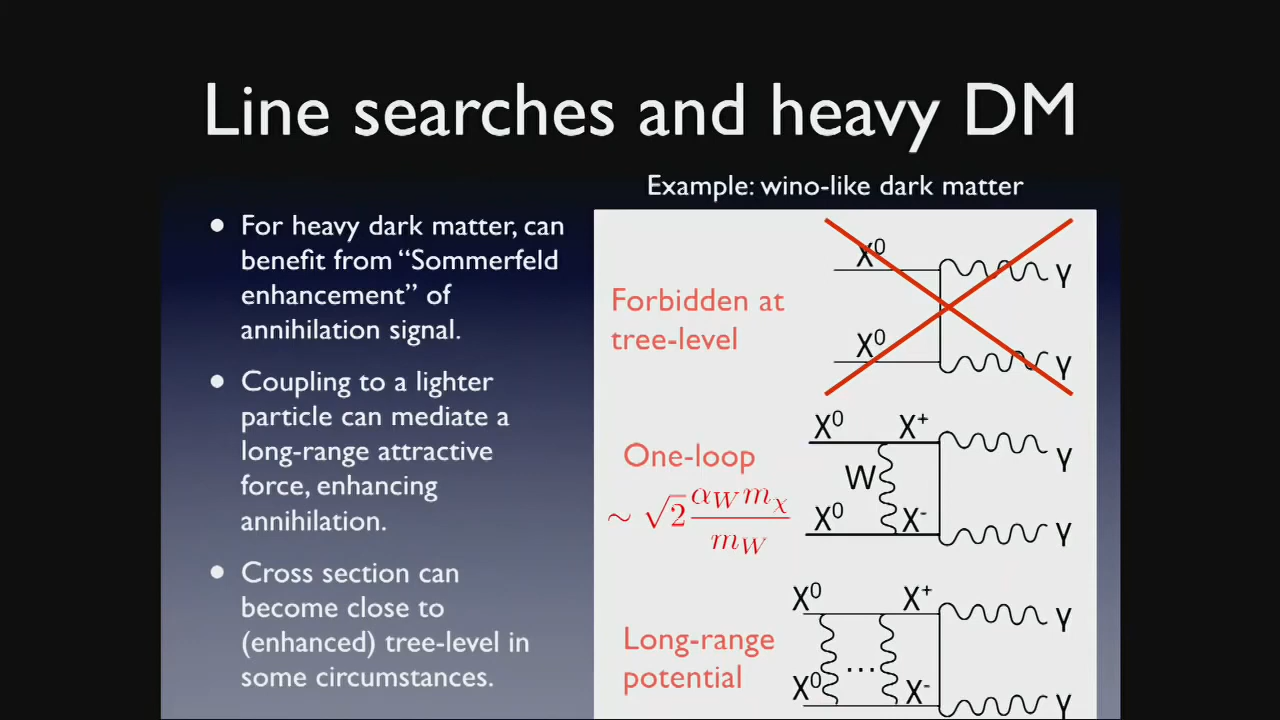 Line searches and heavy DM
Example: wino-like dark matter
• For heavy dark matter, can
benefit from “Sommerfeld
enhancement” of
annihilation signal.
• Coupling to a lighter
particle can mediate a
long-range attractive
force, enhancing
annihilation.
• Cross section can
become close to
(enhanced) tree-level in
some circumstances.
Forbidden at
tree-level
X⁰
γ
X⁰
γ
One-loop
∼ √2 α_W m_χ / m_W
X⁰ X⁺
γ
W
X⁰ X⁻
γ
Long-range
potential
X⁰ X⁺
γ
...
X⁰ X⁻
γ